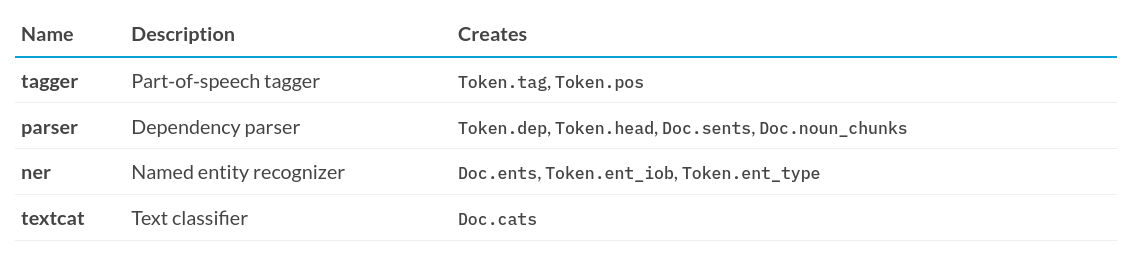 Name Description Creates
tagger Part-of-speech tagger Token.tag, Token.pos
parser Dependency parser Token.dep, Token.head, Doc.sents, Doc.noun_chunks
ner Named entity recognizer Doc.ents, Token.ent_iob, Token.ent_type
textcat Text classifier Doc.cats